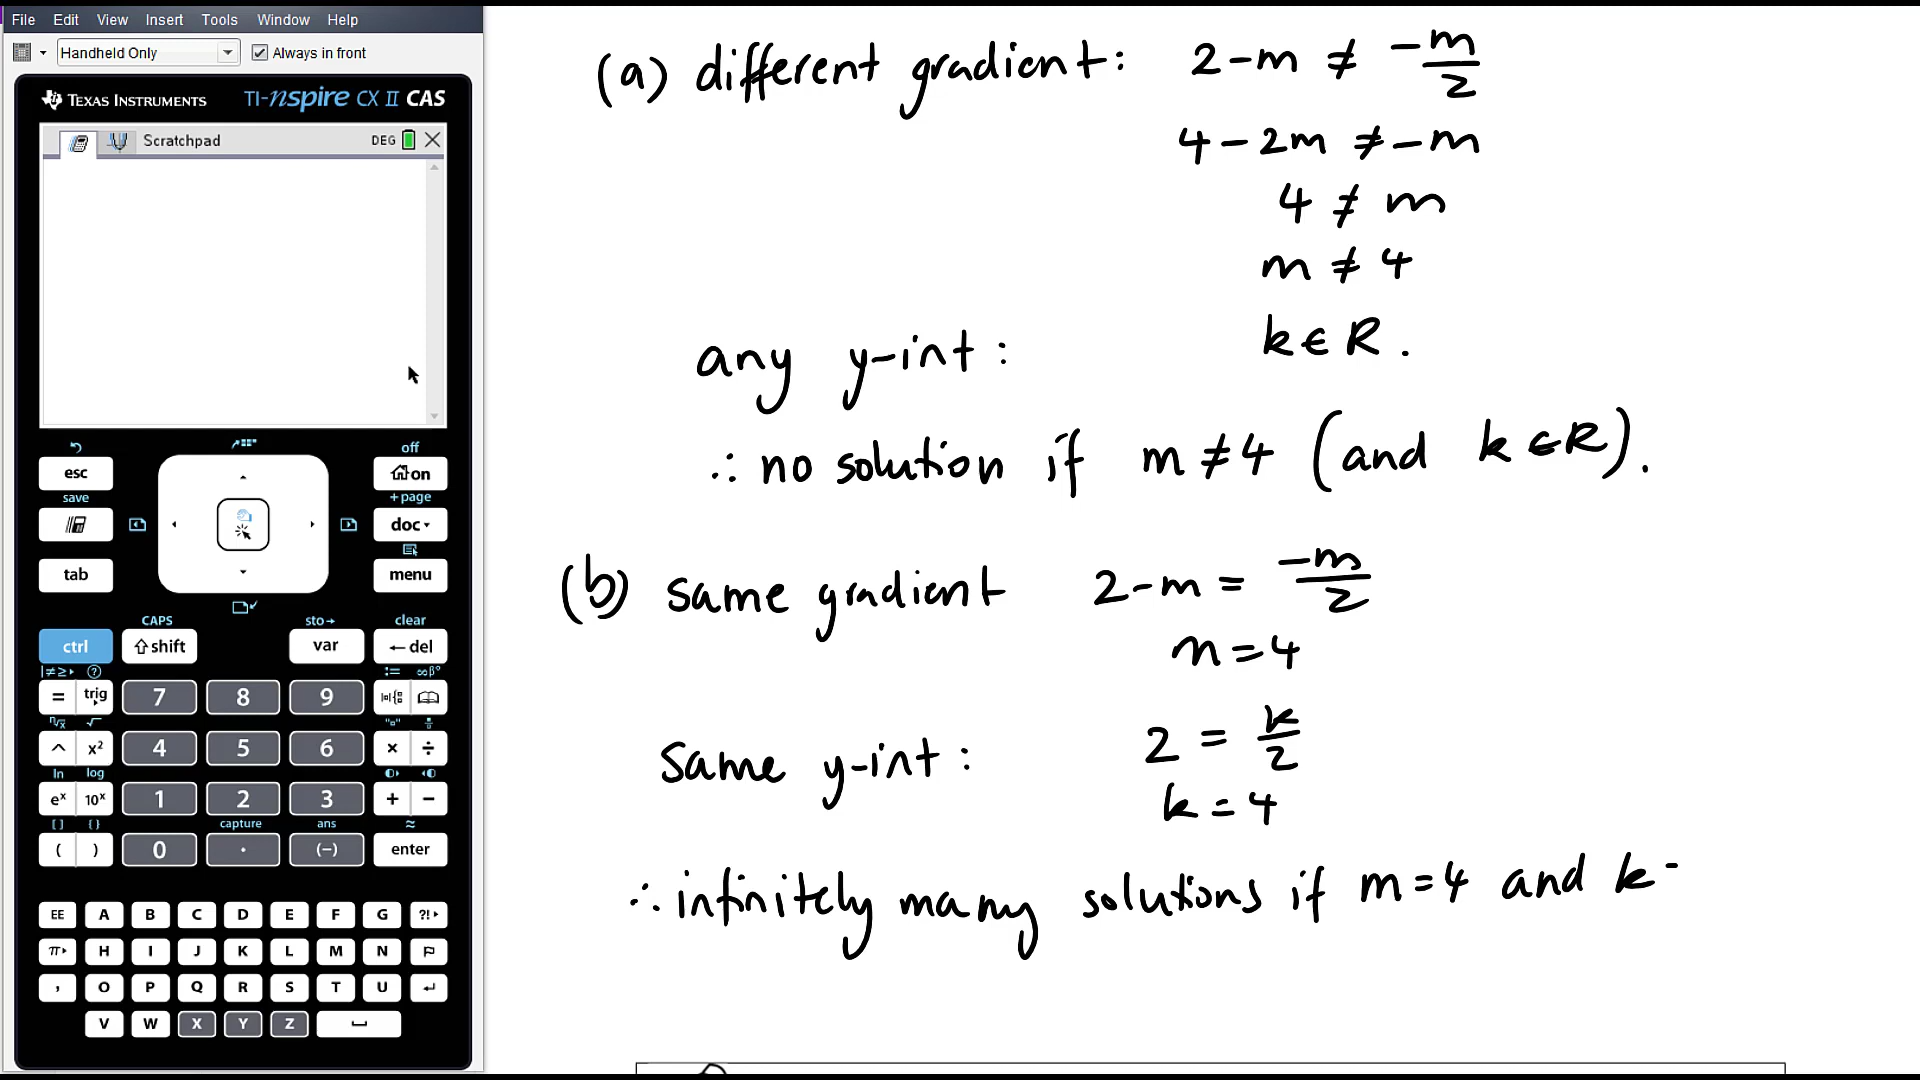 File Edit View Insert Tools Window Help
Handheld Only Always in front
TEXAS INSTRUMENTS TI-nspire CX II CAS
Scratchpad DEG
off
esc on
save +page
doc
tab menu
CAPS sto→ clear
ctrl shift var ←del
= trig 7 8 9
^ x² 4 5 6 × ÷
ln log
eˣ 10ˣ 1 2 3 + −
[] {} capture ans ≈
( ) 0 . (−) enter
EE A B C D E F G ?!
π H I J K L M N
, O P Q R S T U
V W X Y Z
(a) different gradient: 2-m ≠ -m/2
4-2m ≠ -m
4 ≠ m
m ≠ 4
any y-int: k∈R.
∴ no solution if m≠4 (and k∈R).
(b) same gradient 2-m = -m/2
m=4
same y-int: 2 = k/2
k=4
∴ infinitely many solutions if m=4 and k-